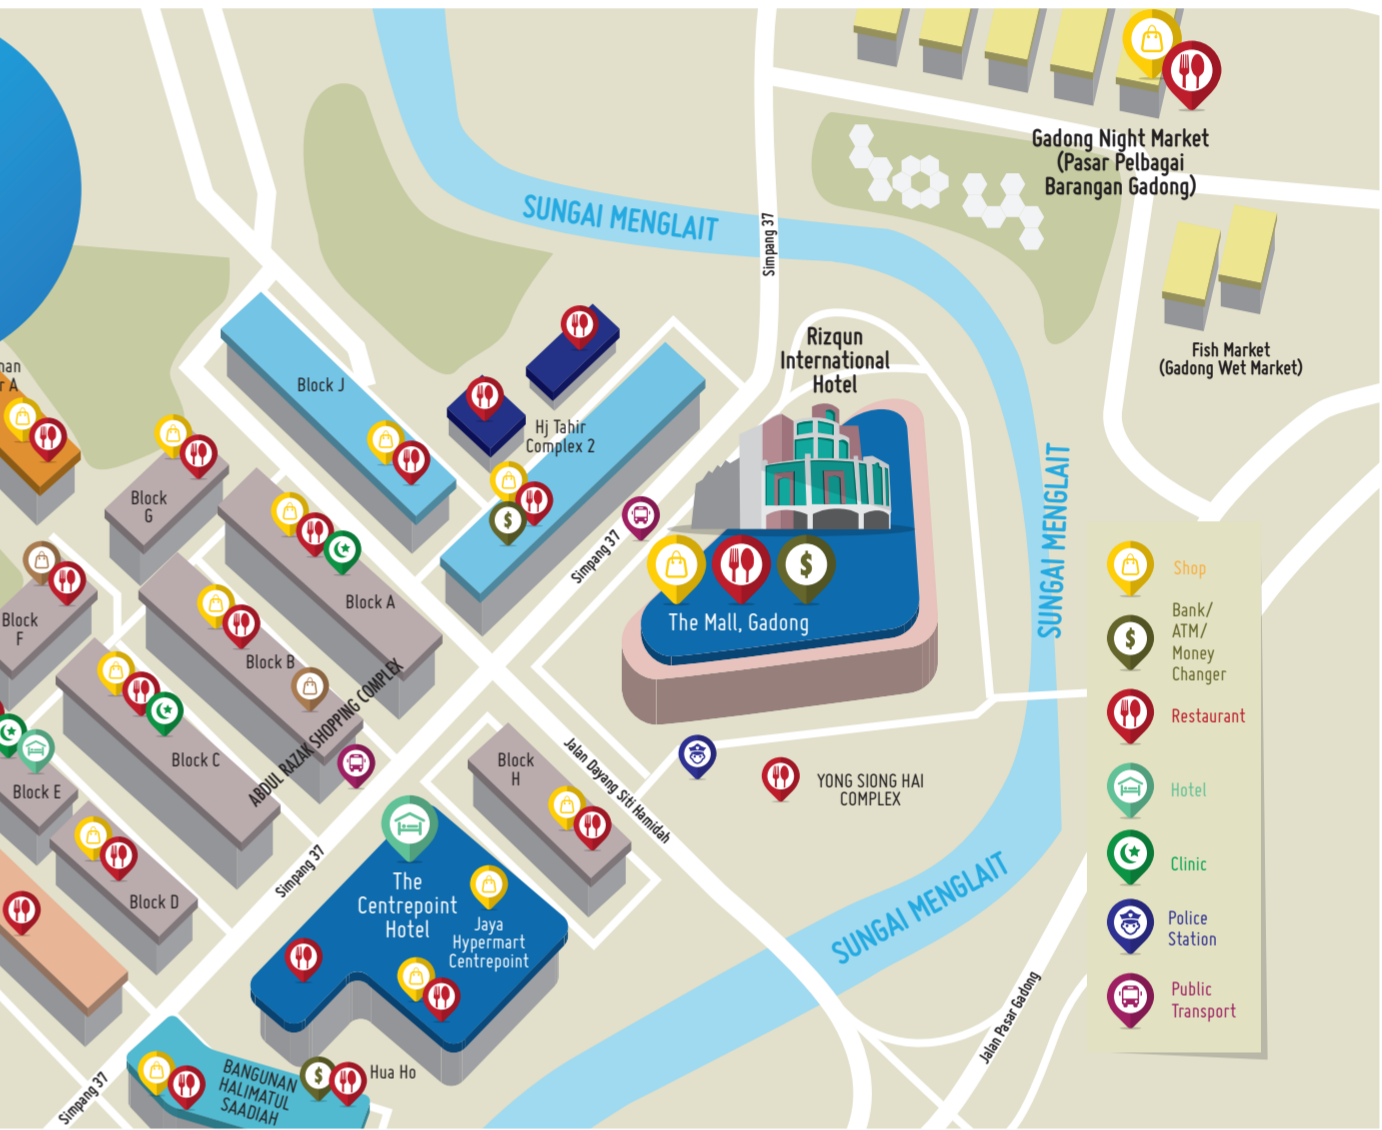 Gadong Night Market
(Pasar Pelbagai
Barangan Gadong)
SUNGAI MENGLAIT
Simpang 37
Rizqun
International
Hotel
Fish Market
(Gadong Wet Market)
r A
Block J
Hj Tahir
Complex 2
Block
G
Simpang 37
$
$
The Mall, Gadong
SUNGAI MENGLAIT
Block A
Block
F
Block B
ABDUL RAZAK SHOPPING COMPLEX
Block C
Block E
Block D
Block
H
Jalan Dayang Siti Hamidah
YONG SIONG HAI
COMPLEX
Simpang 37
The
Centrepoint
Hotel
Jaya
Hypermart
Centrepoint
SUNGAI MENGLAIT
Jalan Pasar Gadong
Simpang 37
BANGUNAN
HALIMATUL
SAADIAH
$
Hua Ho
Shop
$
Bank/
ATM/
Money
Changer
Restaurant
Hotel
Clinic
Police
Station
Public
Transport